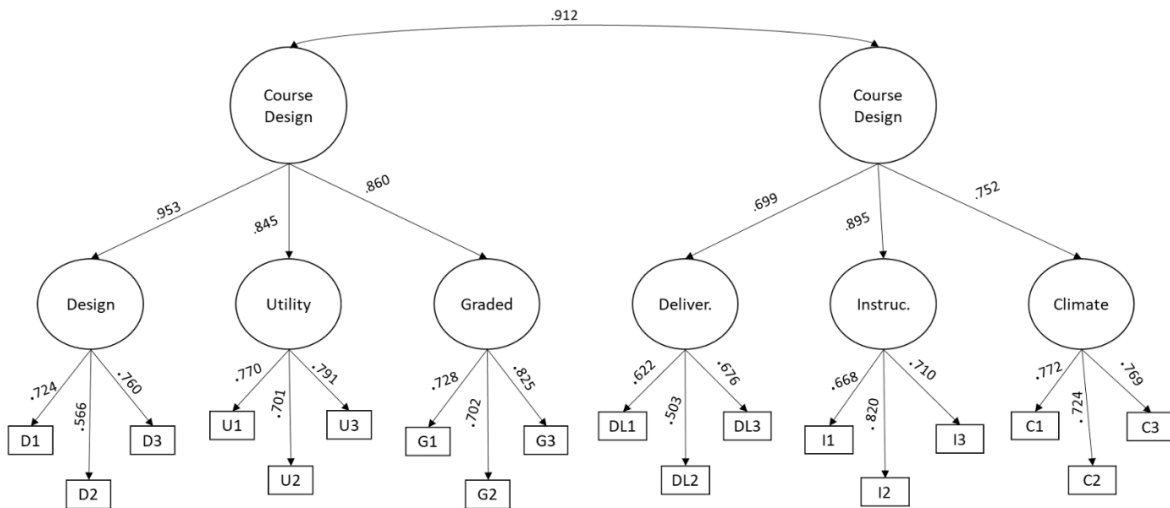 .912
Course
Design
Course
Design
.953
.845
.860
.699
.895
.752
Design
Utility
Graded
Deliver.
Instruc.
Climate
.724
.566
.760
.770
.701
.791
.728
.702
.825
.622
.503
.676
.668
.820
.710
.772
.724
.769
D1
D3
U1
U3
G1
G3
DL1
DL3
I1
I3
C1
C3
D2
U2
G2
DL2
I2
C2